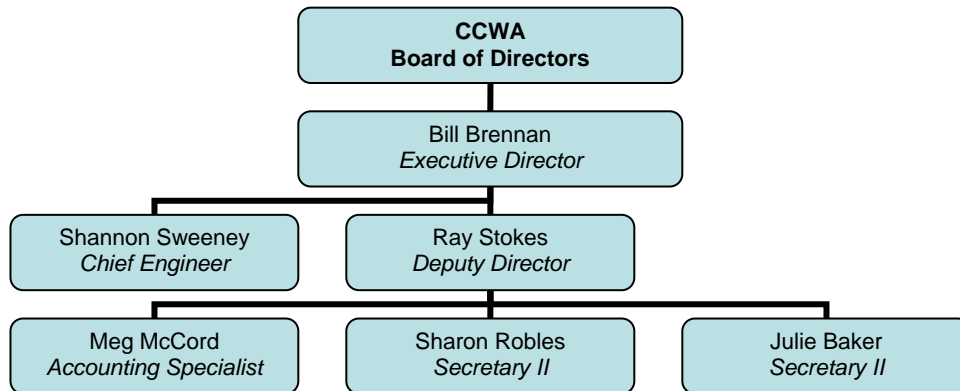 CCWA
Board of Directors
Bill Brennan
Executive Director
Shannon Sweeney
Chief Engineer
Ray Stokes
Deputy Director
Meg McCord
Accounting Specialist
Sharon Robles
Secretary II
Julie Baker
Secretary II